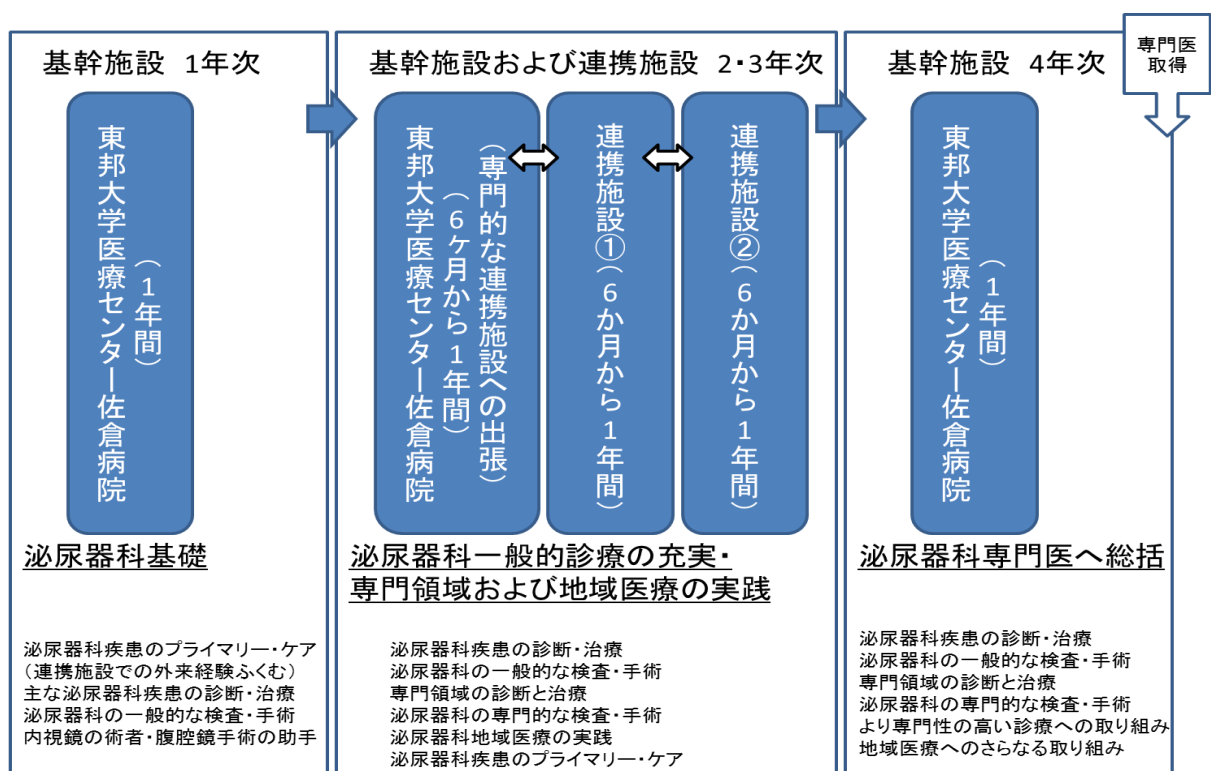 基幹施設 1年次
東邦大学医療センター佐倉病院
(1年間)
泌尿器科基礎
泌尿器科疾患のプライマリー・ケア
(連携施設での外来経験ふくむ)
主な泌尿器科疾患の診断・治療
泌尿器科の一般的な検査・手術
内視鏡の術者・腹腔鏡手術の助手
基幹施設および連携施設 2・3年次
(専門的な連携施設への出張)
(6ケ月から1年間)
東邦大学医療センター佐倉病院
連携施設①(6か月から1年間)
連携施設②(6か月から1年間)
泌尿器科一般的診療の充実・
専門領域および地域医療の実践
泌尿器科疾患の診断・治療
泌尿器科の一般的な検査・手術
専門領域の診断と治療
泌尿器科の専門的な検査・手術
泌尿器科地域医療の実践
泌尿器科疾患のプライマリー・ケア
基幹施設 4年次
東邦大学医療センター佐倉病院
(1年間)
泌尿器科専門医へ総括
泌尿器科疾患の診断・治療
泌尿器科の一般的な検査・手術
専門領域の診断と治療
泌尿器科の専門的な検査・手術
より専門性の高い診療への取り組み
地域医療へのさらなる取り組み
専門医
取得